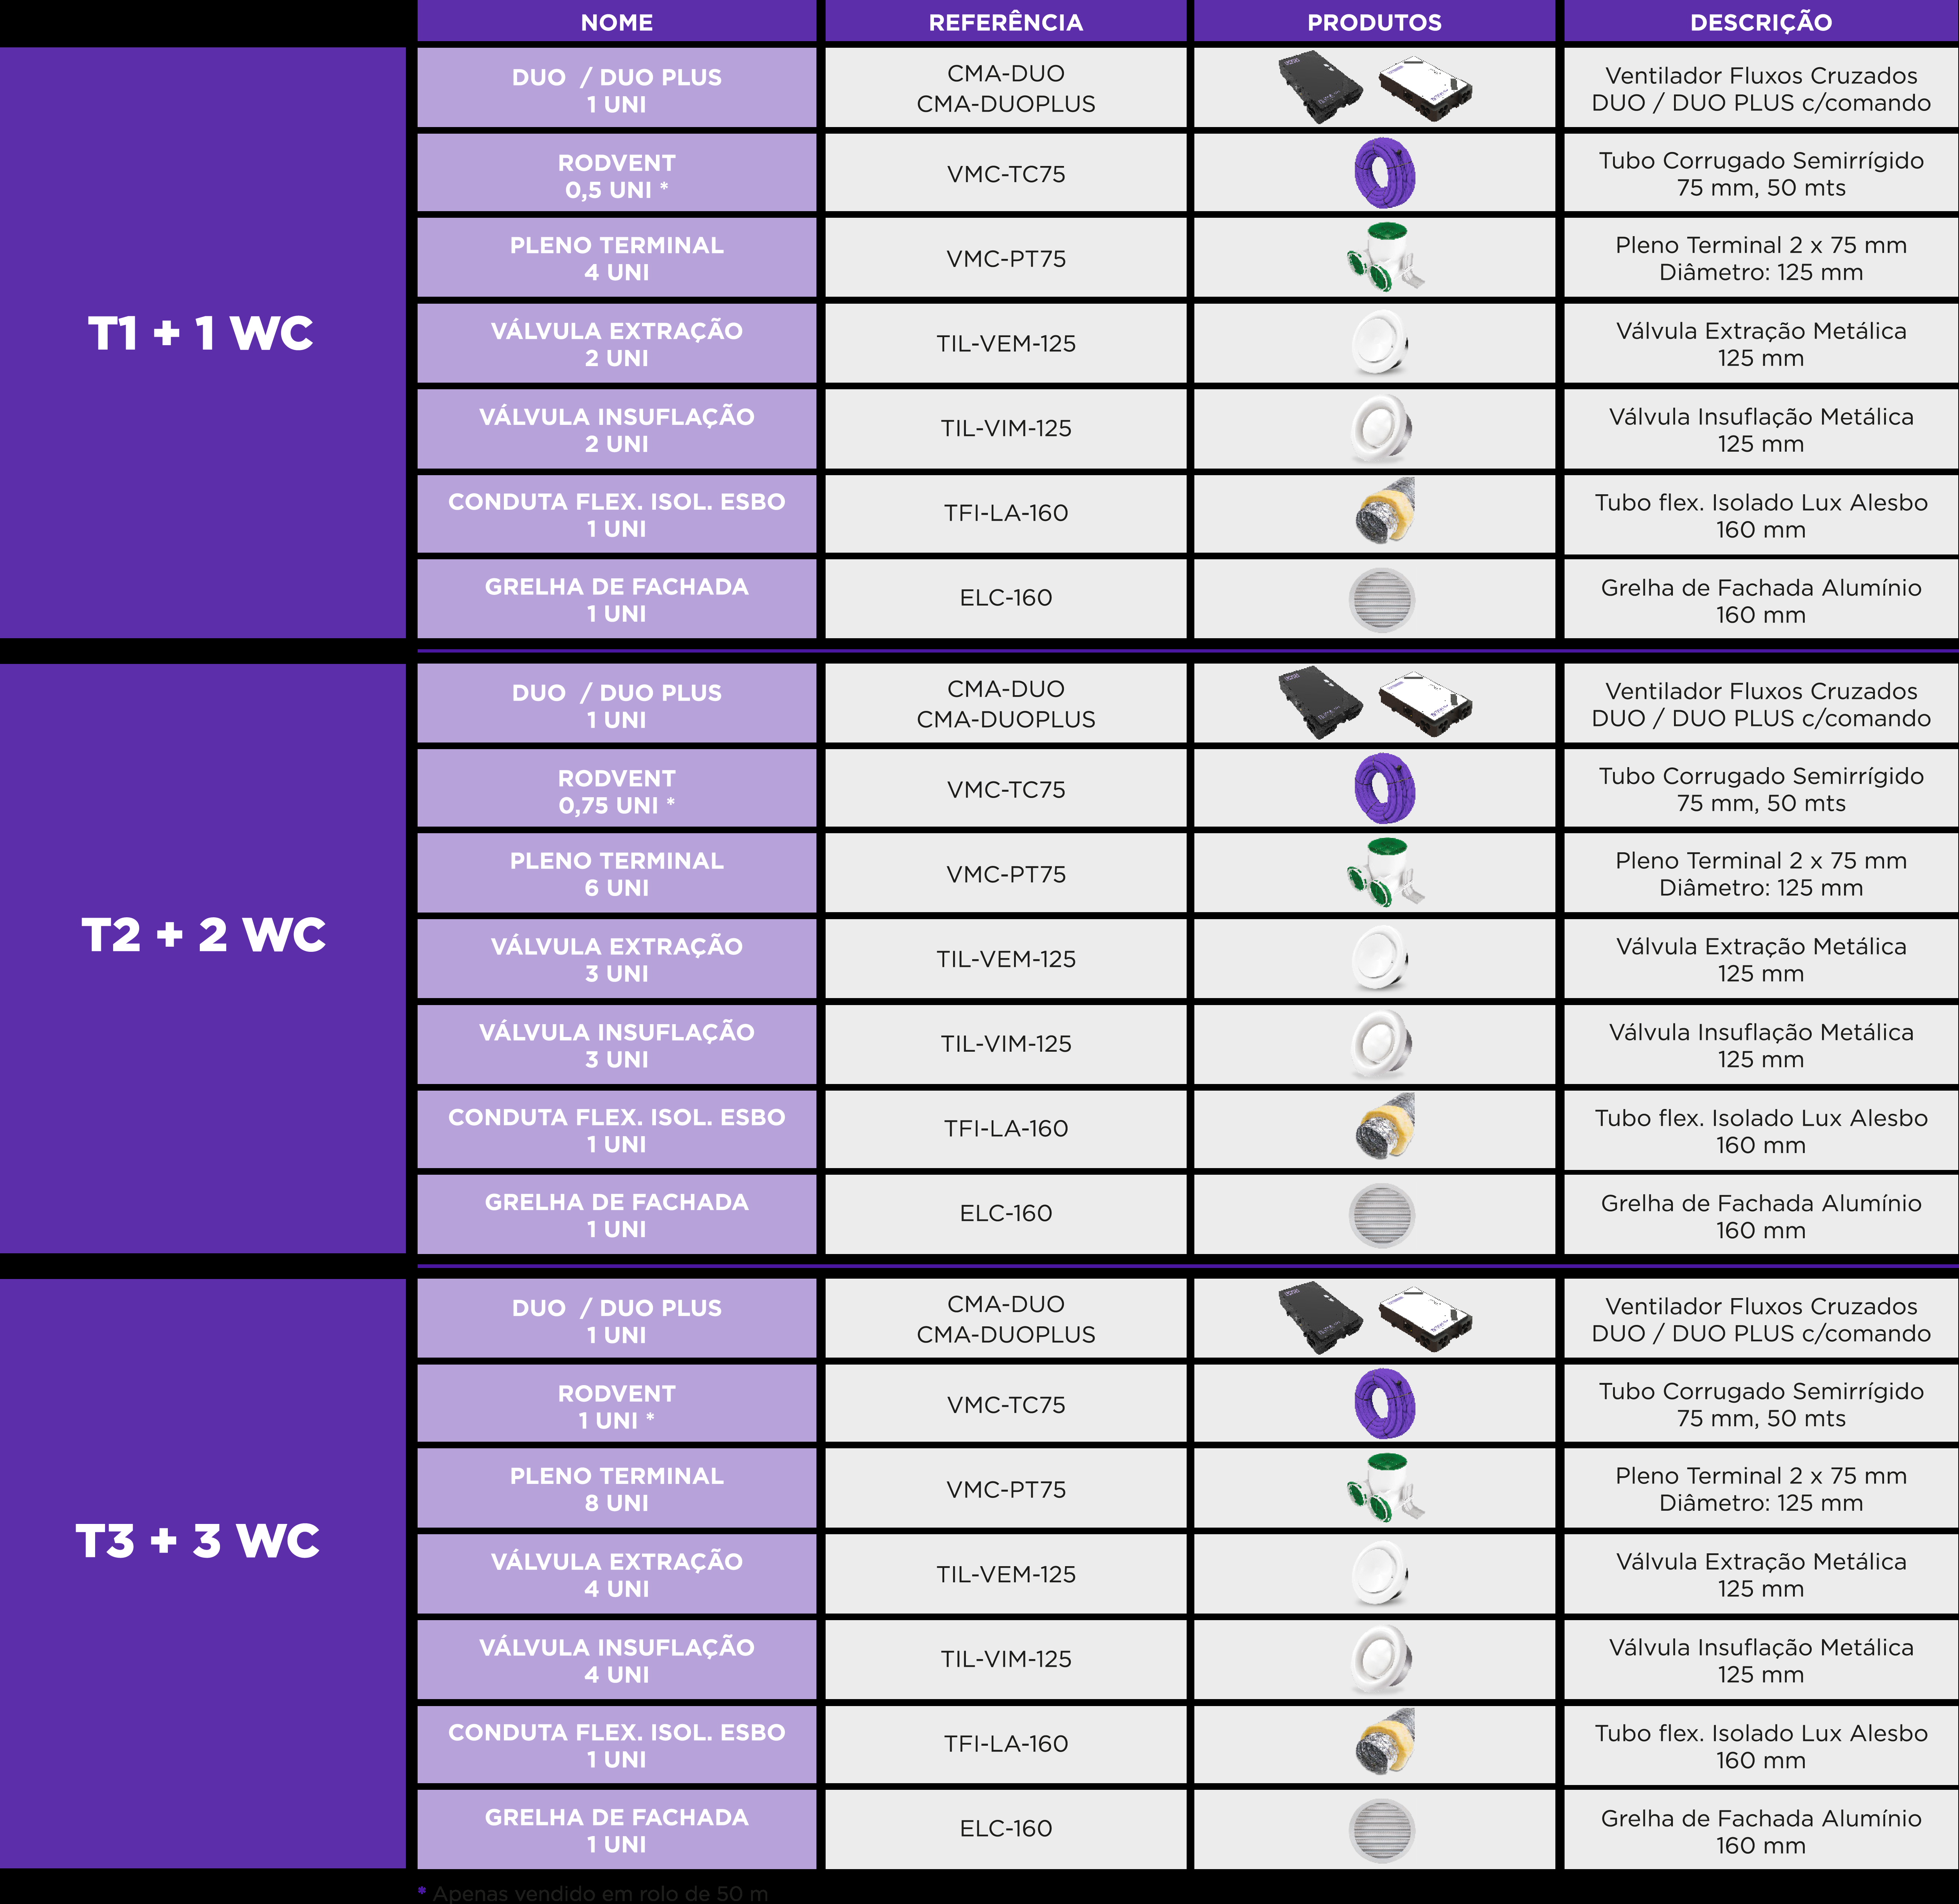 NOME REFERÊNCIA PRODUTOS DESCRIÇÃO
T1 + 1 WC
DUO / DUO PLUS
1 UNI
CMA-DUO
CMA-DUOPLUS
Ventilador Fluxos Cruzados
DUO / DUO PLUS c/comando
RODVENT
0,5 UNI *
VMC-TC75
Tubo Corrugado Semirrígido
75 mm, 50 mts
PLENO TERMINAL
4 UNI
VMC-PT75
Pleno Terminal 2 x 75 mm
Diâmetro: 125 mm
VÁLVULA EXTRAÇÃO
2 UNI
TIL-VEM-125
Válvula Extração Metálica
125 mm
VÁLVULA INSUFLAÇÃO
2 UNI
TIL-VIM-125
Válvula Insuflação Metálica
125 mm
CONDUTA FLEX. ISOL. ESBO
1 UNI
TFI-LA-160
Tubo flex. Isolado Lux Alesbo
160 mm
GRELHA DE FACHADA
1 UNI
ELC-160
Grelha de Fachada Alumínio
160 mm
T2 + 2 WC
DUO / DUO PLUS
1 UNI
CMA-DUO
CMA-DUOPLUS
Ventilador Fluxos Cruzados
DUO / DUO PLUS c/comando
RODVENT
0,75 UNI *
VMC-TC75
Tubo Corrugado Semirrígido
75 mm, 50 mts
PLENO TERMINAL
6 UNI
VMC-PT75
Pleno Terminal 2 x 75 mm
Diâmetro: 125 mm
VÁLVULA EXTRAÇÃO
3 UNI
TIL-VEM-125
Válvula Extração Metálica
125 mm
VÁLVULA INSUFLAÇÃO
3 UNI
TIL-VIM-125
Válvula Insuflação Metálica
125 mm
CONDUTA FLEX. ISOL. ESBO
1 UNI
TFI-LA-160
Tubo flex. Isolado Lux Alesbo
160 mm
GRELHA DE FACHADA
1 UNI
ELC-160
Grelha de Fachada Alumínio
160 mm
T3 + 3 WC
DUO / DUO PLUS
1 UNI
CMA-DUO
CMA-DUOPLUS
Ventilador Fluxos Cruzados
DUO / DUO PLUS c/comando
RODVENT
1 UNI *
VMC-TC75
Tubo Corrugado Semirrígido
75 mm, 50 mts
PLENO TERMINAL
8 UNI
VMC-PT75
Pleno Terminal 2 x 75 mm
Diâmetro: 125 mm
VÁLVULA EXTRAÇÃO
4 UNI
TIL-VEM-125
Válvula Extração Metálica
125 mm
VÁLVULA INSUFLAÇÃO
4 UNI
TIL-VIM-125
Válvula Insuflação Metálica
125 mm
CONDUTA FLEX. ISOL. ESBO
1 UNI
TFI-LA-160
Tubo flex. Isolado Lux Alesbo
160 mm
GRELHA DE FACHADA
1 UNI
ELC-160
Grelha de Fachada Alumínio
160 mm
* Apenas vendido em rolo de 50 m